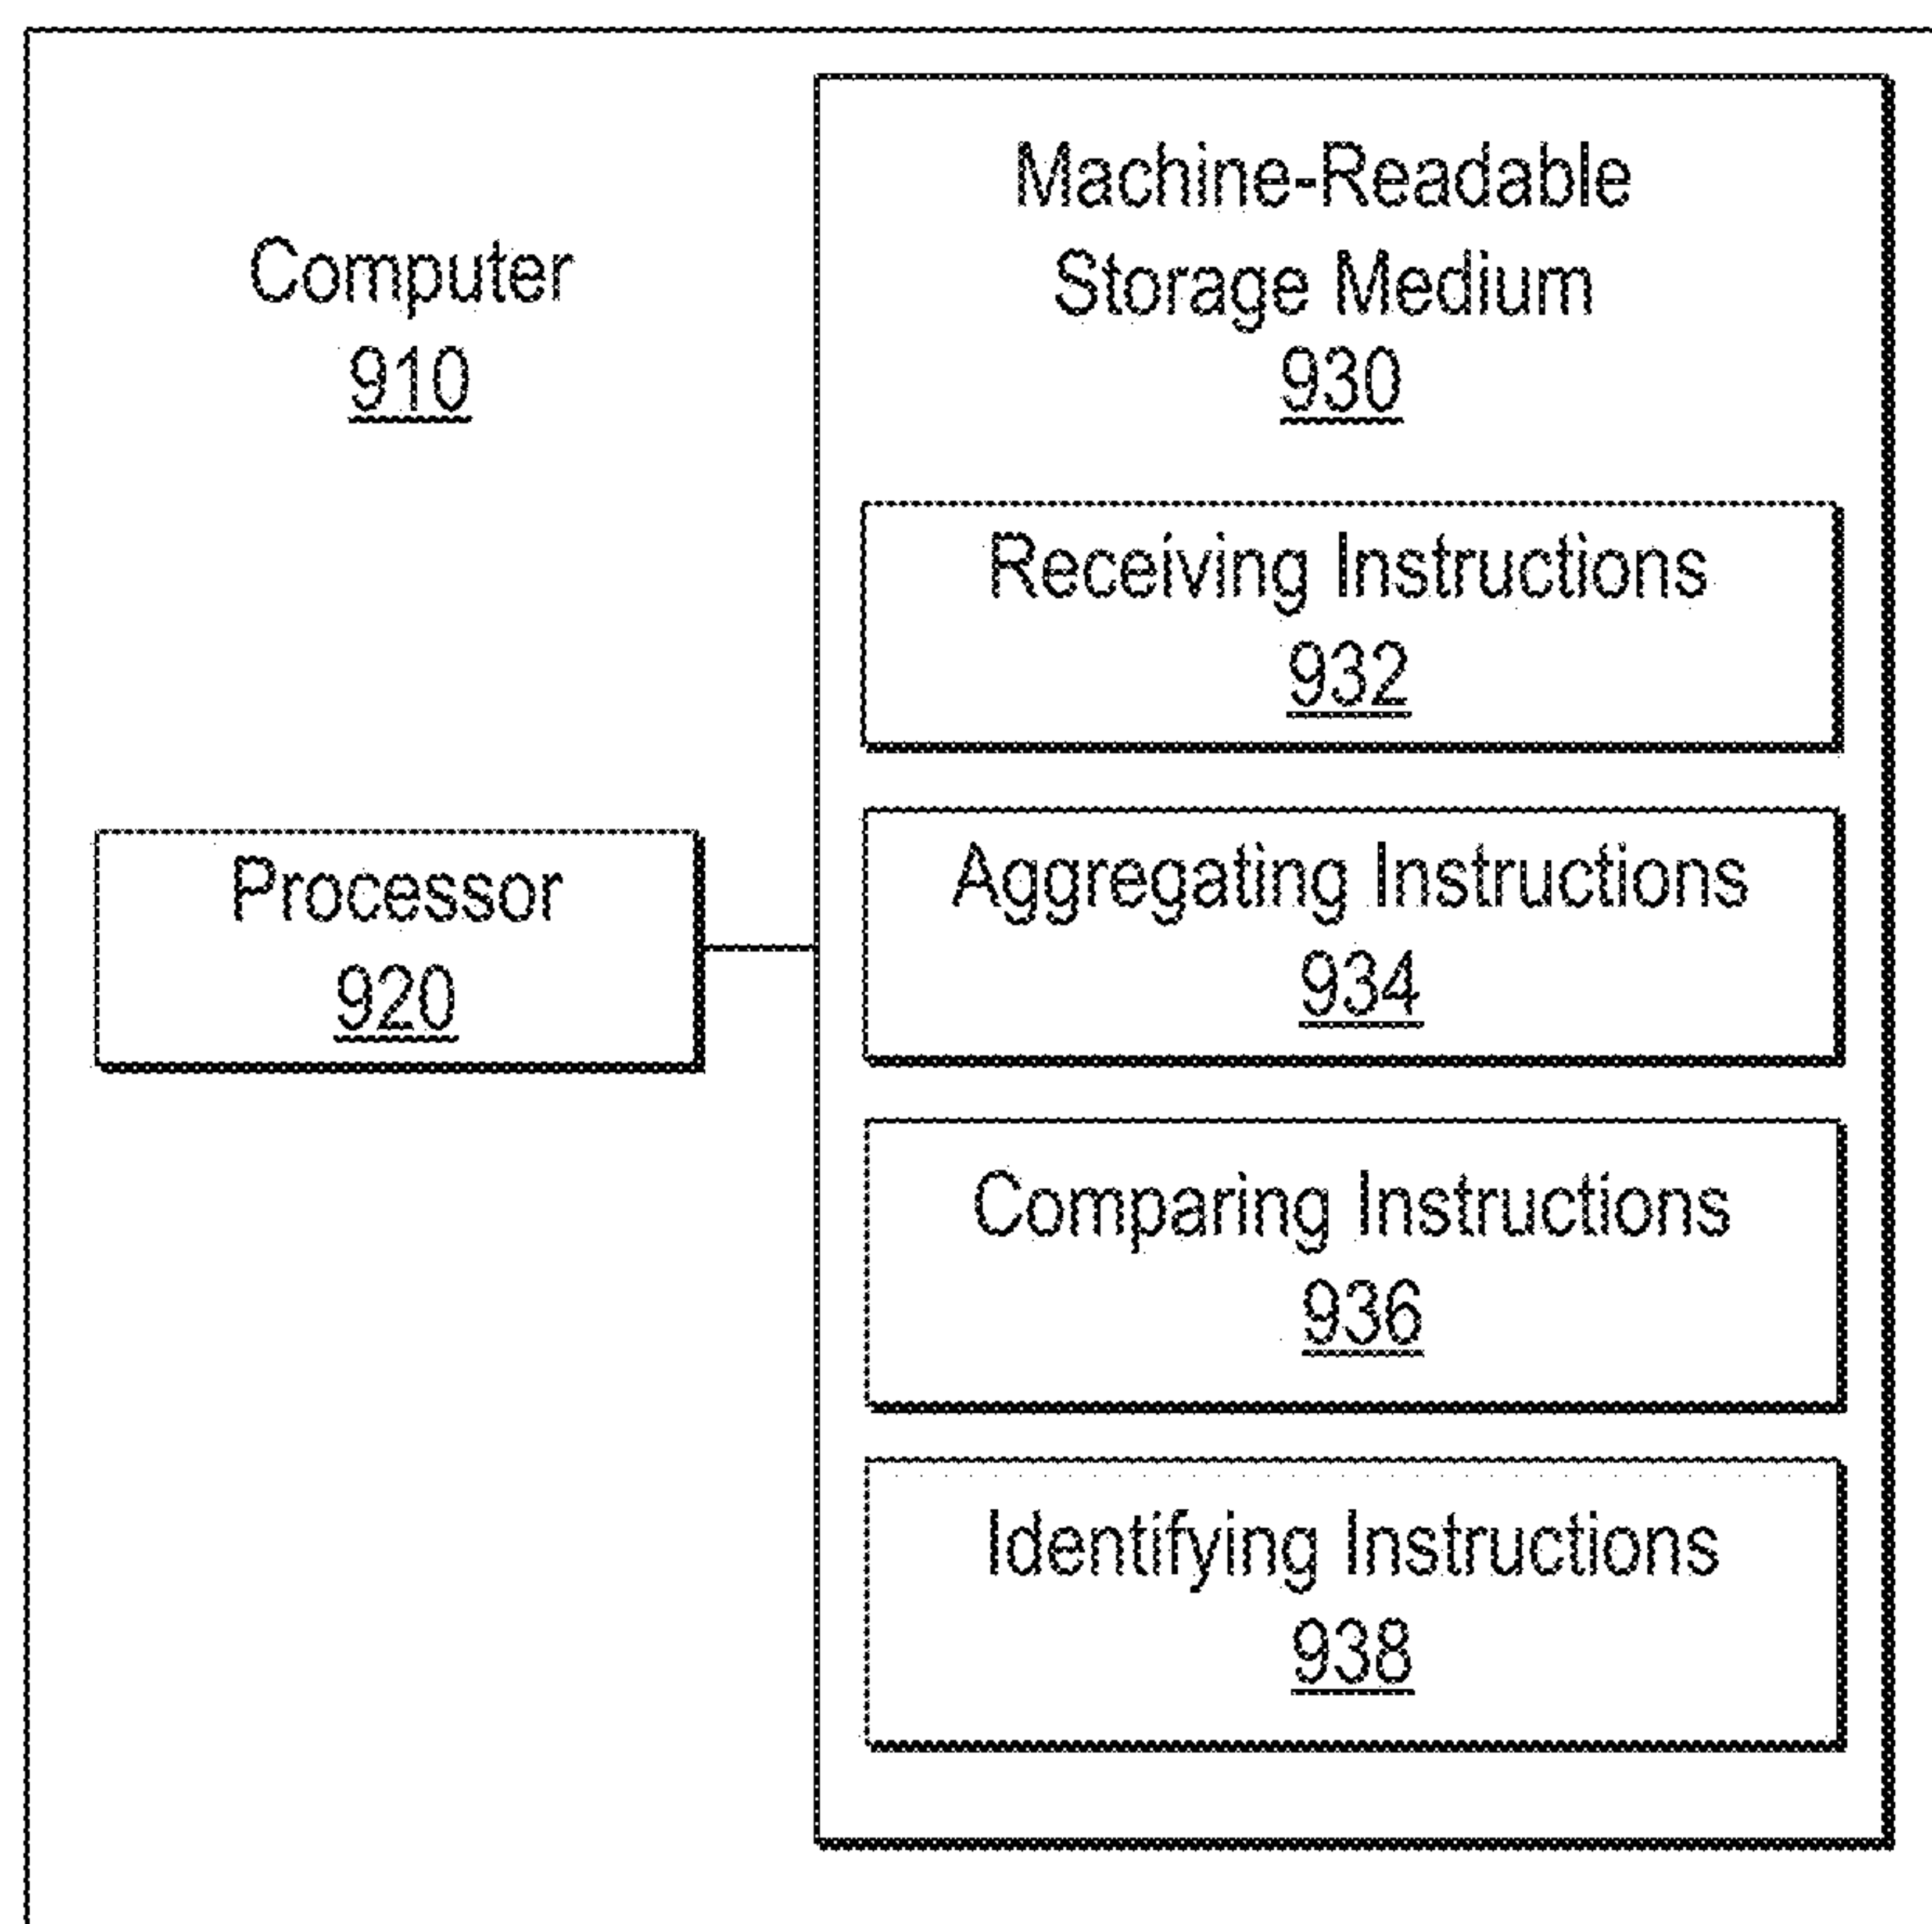 Computer
910
Machine-Readable
Storage Medium
930
Receiving Instructions
932
Processor
920
Aggregating Instructions
934
Comparing Instructions
936
Identifying Instructions
938